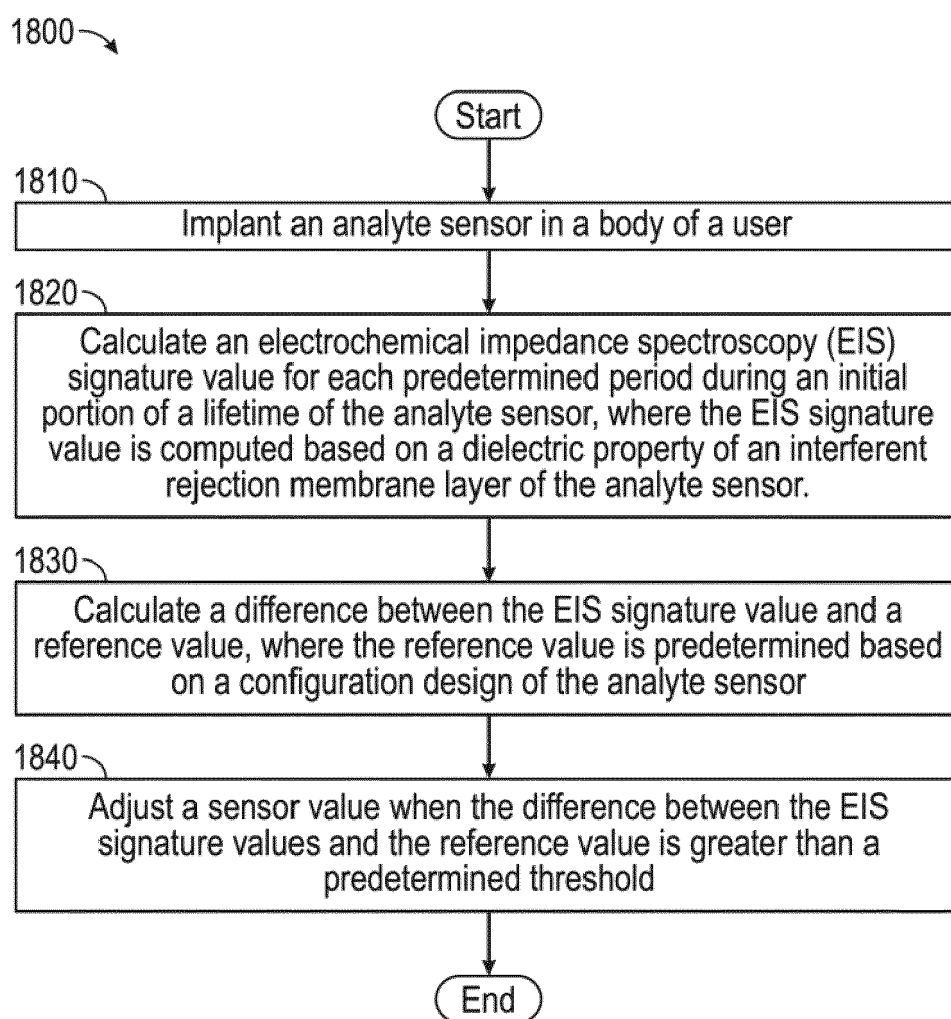 1800
Start
1810
Implant an analyte sensor in a body of a user
1820
Calculate an electrochemical impedance spectroscopy (EIS)
signature value for each predetermined period during an initial
portion of a lifetime of the analyte sensor, where the EIS signature
value is computed based on a dielectric property of an interferent
rejection membrane layer of the analyte sensor.
1830
Calculate a difference between the EIS signature value and a
reference value, where the reference value is predetermined based
on a configuration design of the analyte sensor
1840
Adjust a sensor value when the difference between the EIS
signature values and the reference value is greater than a
predetermined threshold
End